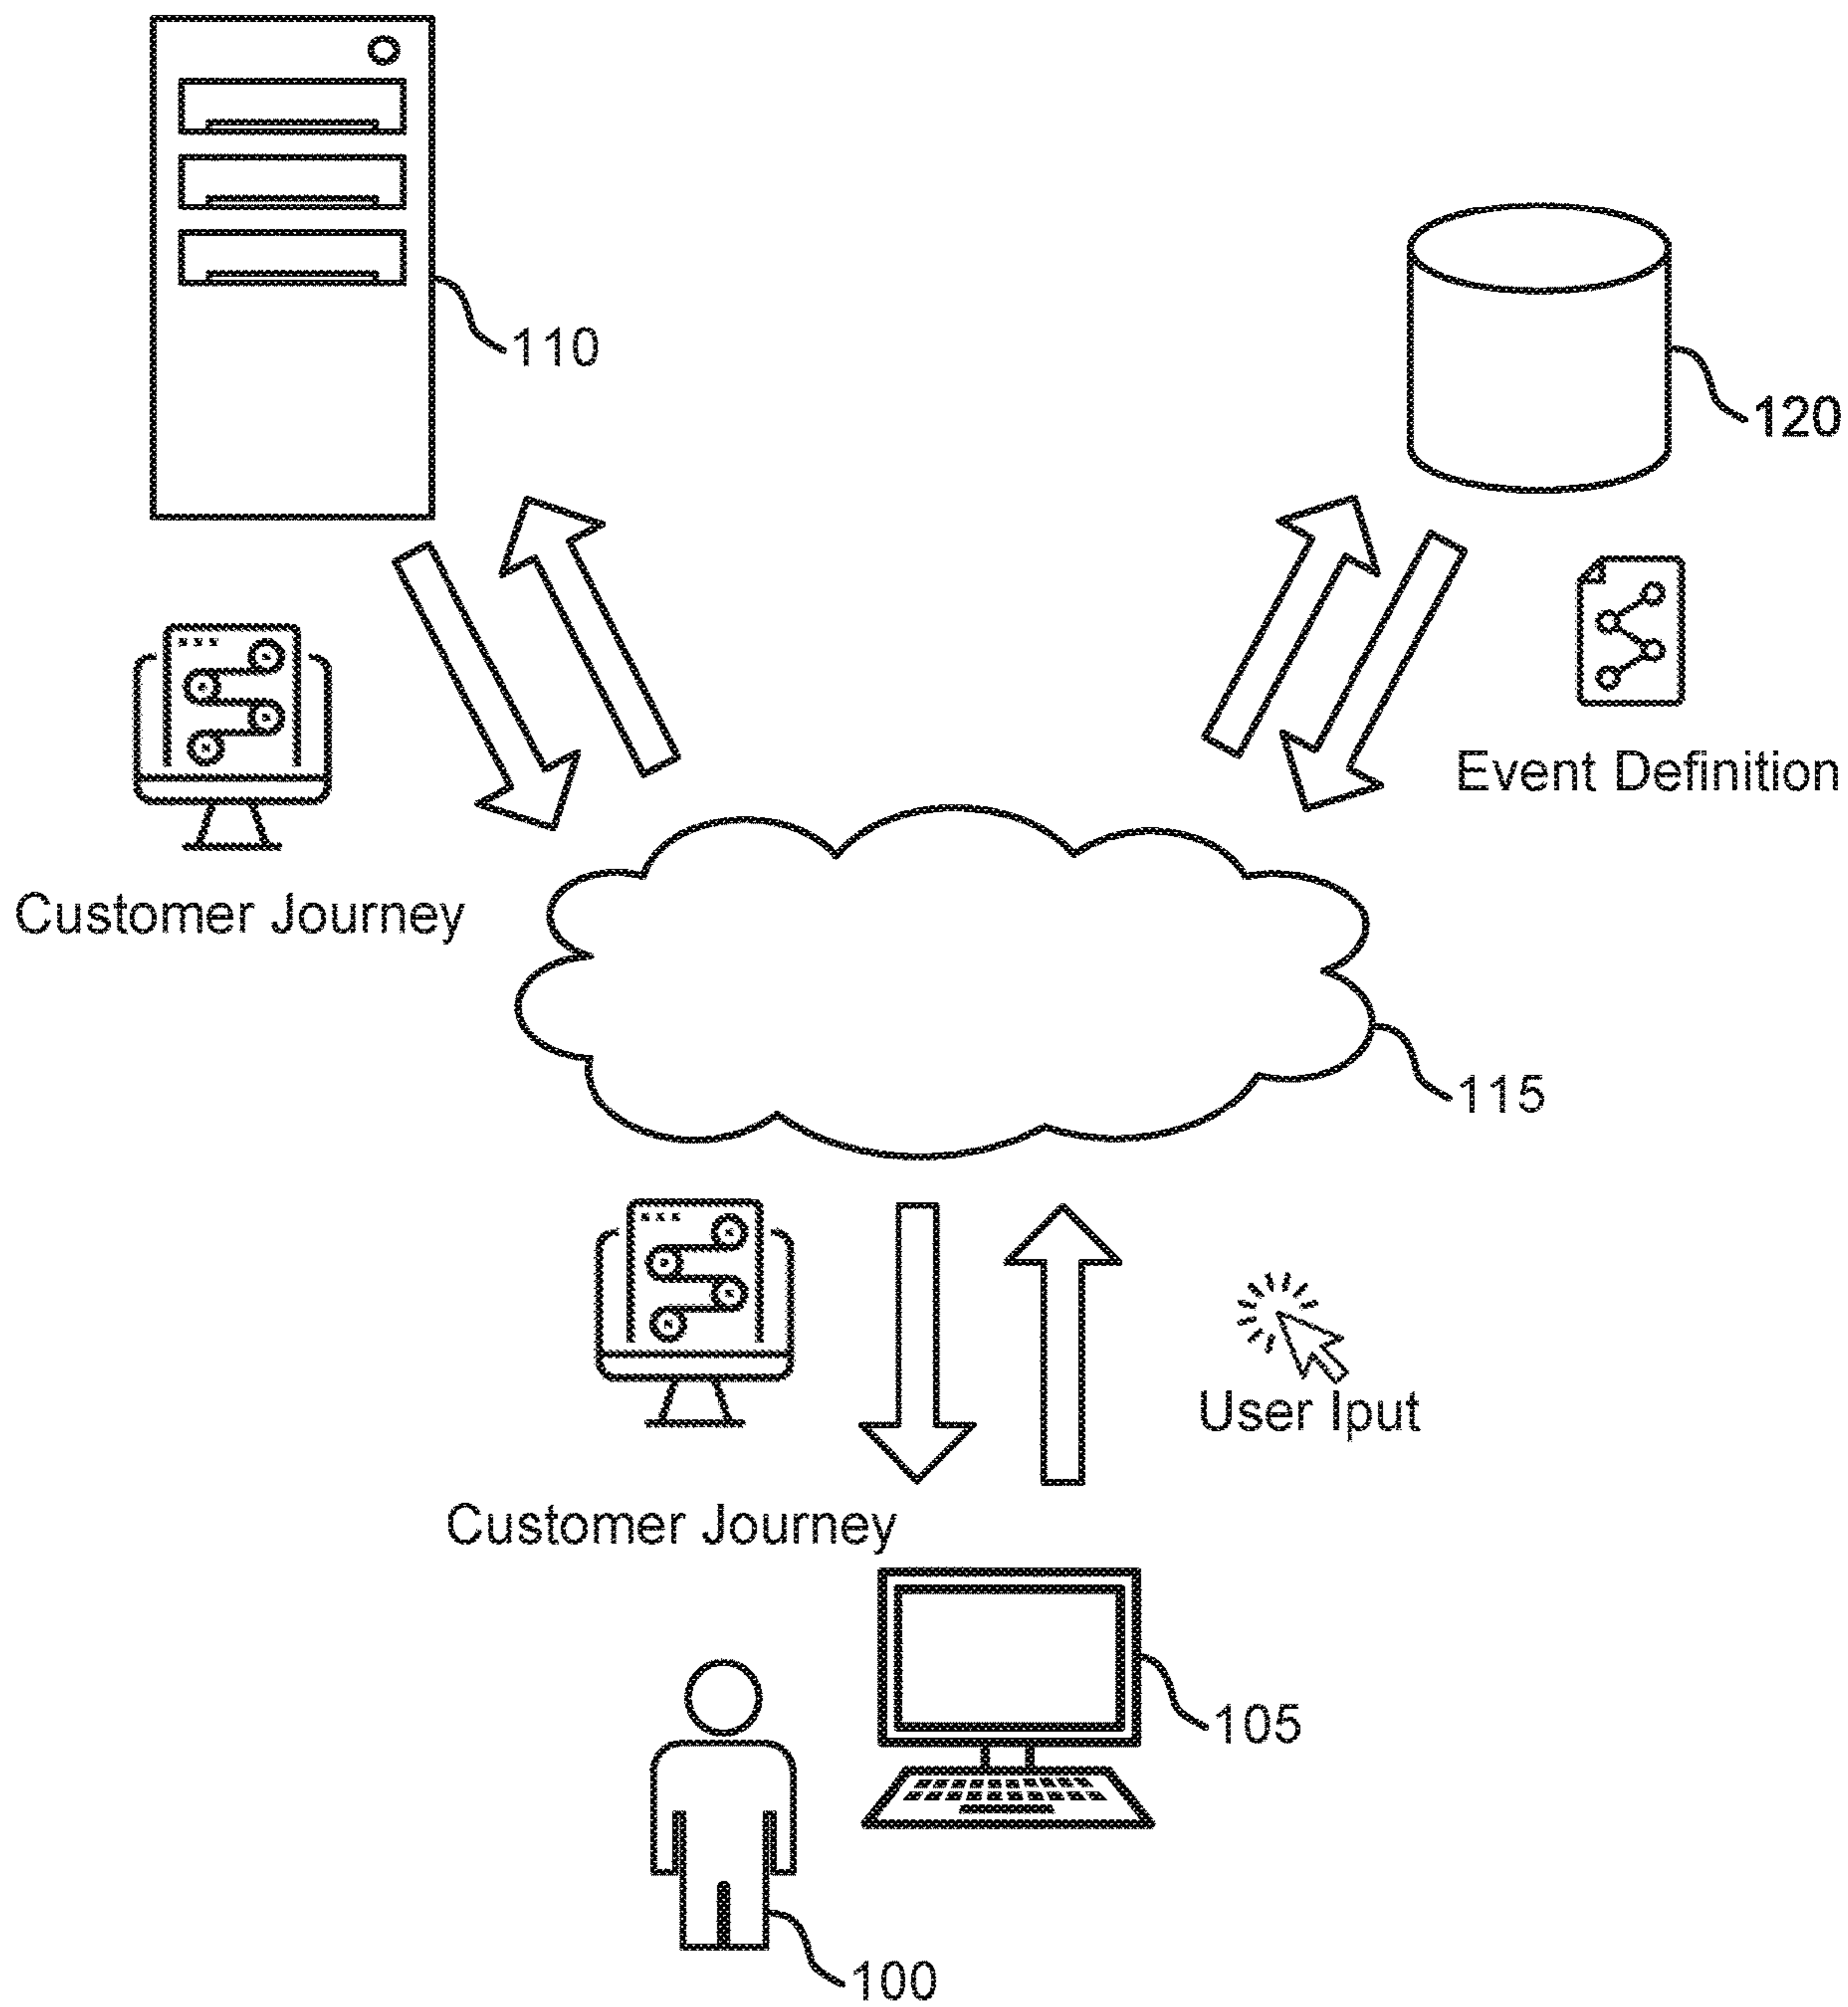 110
120
Event Definition
Customer Journey
115
User Iput
Customer Journey
105
100